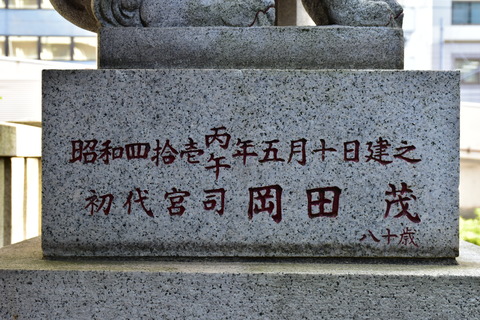 昭和四拾壱丙午年五月十日建之
初代宮司 岡田 茂
八十歳